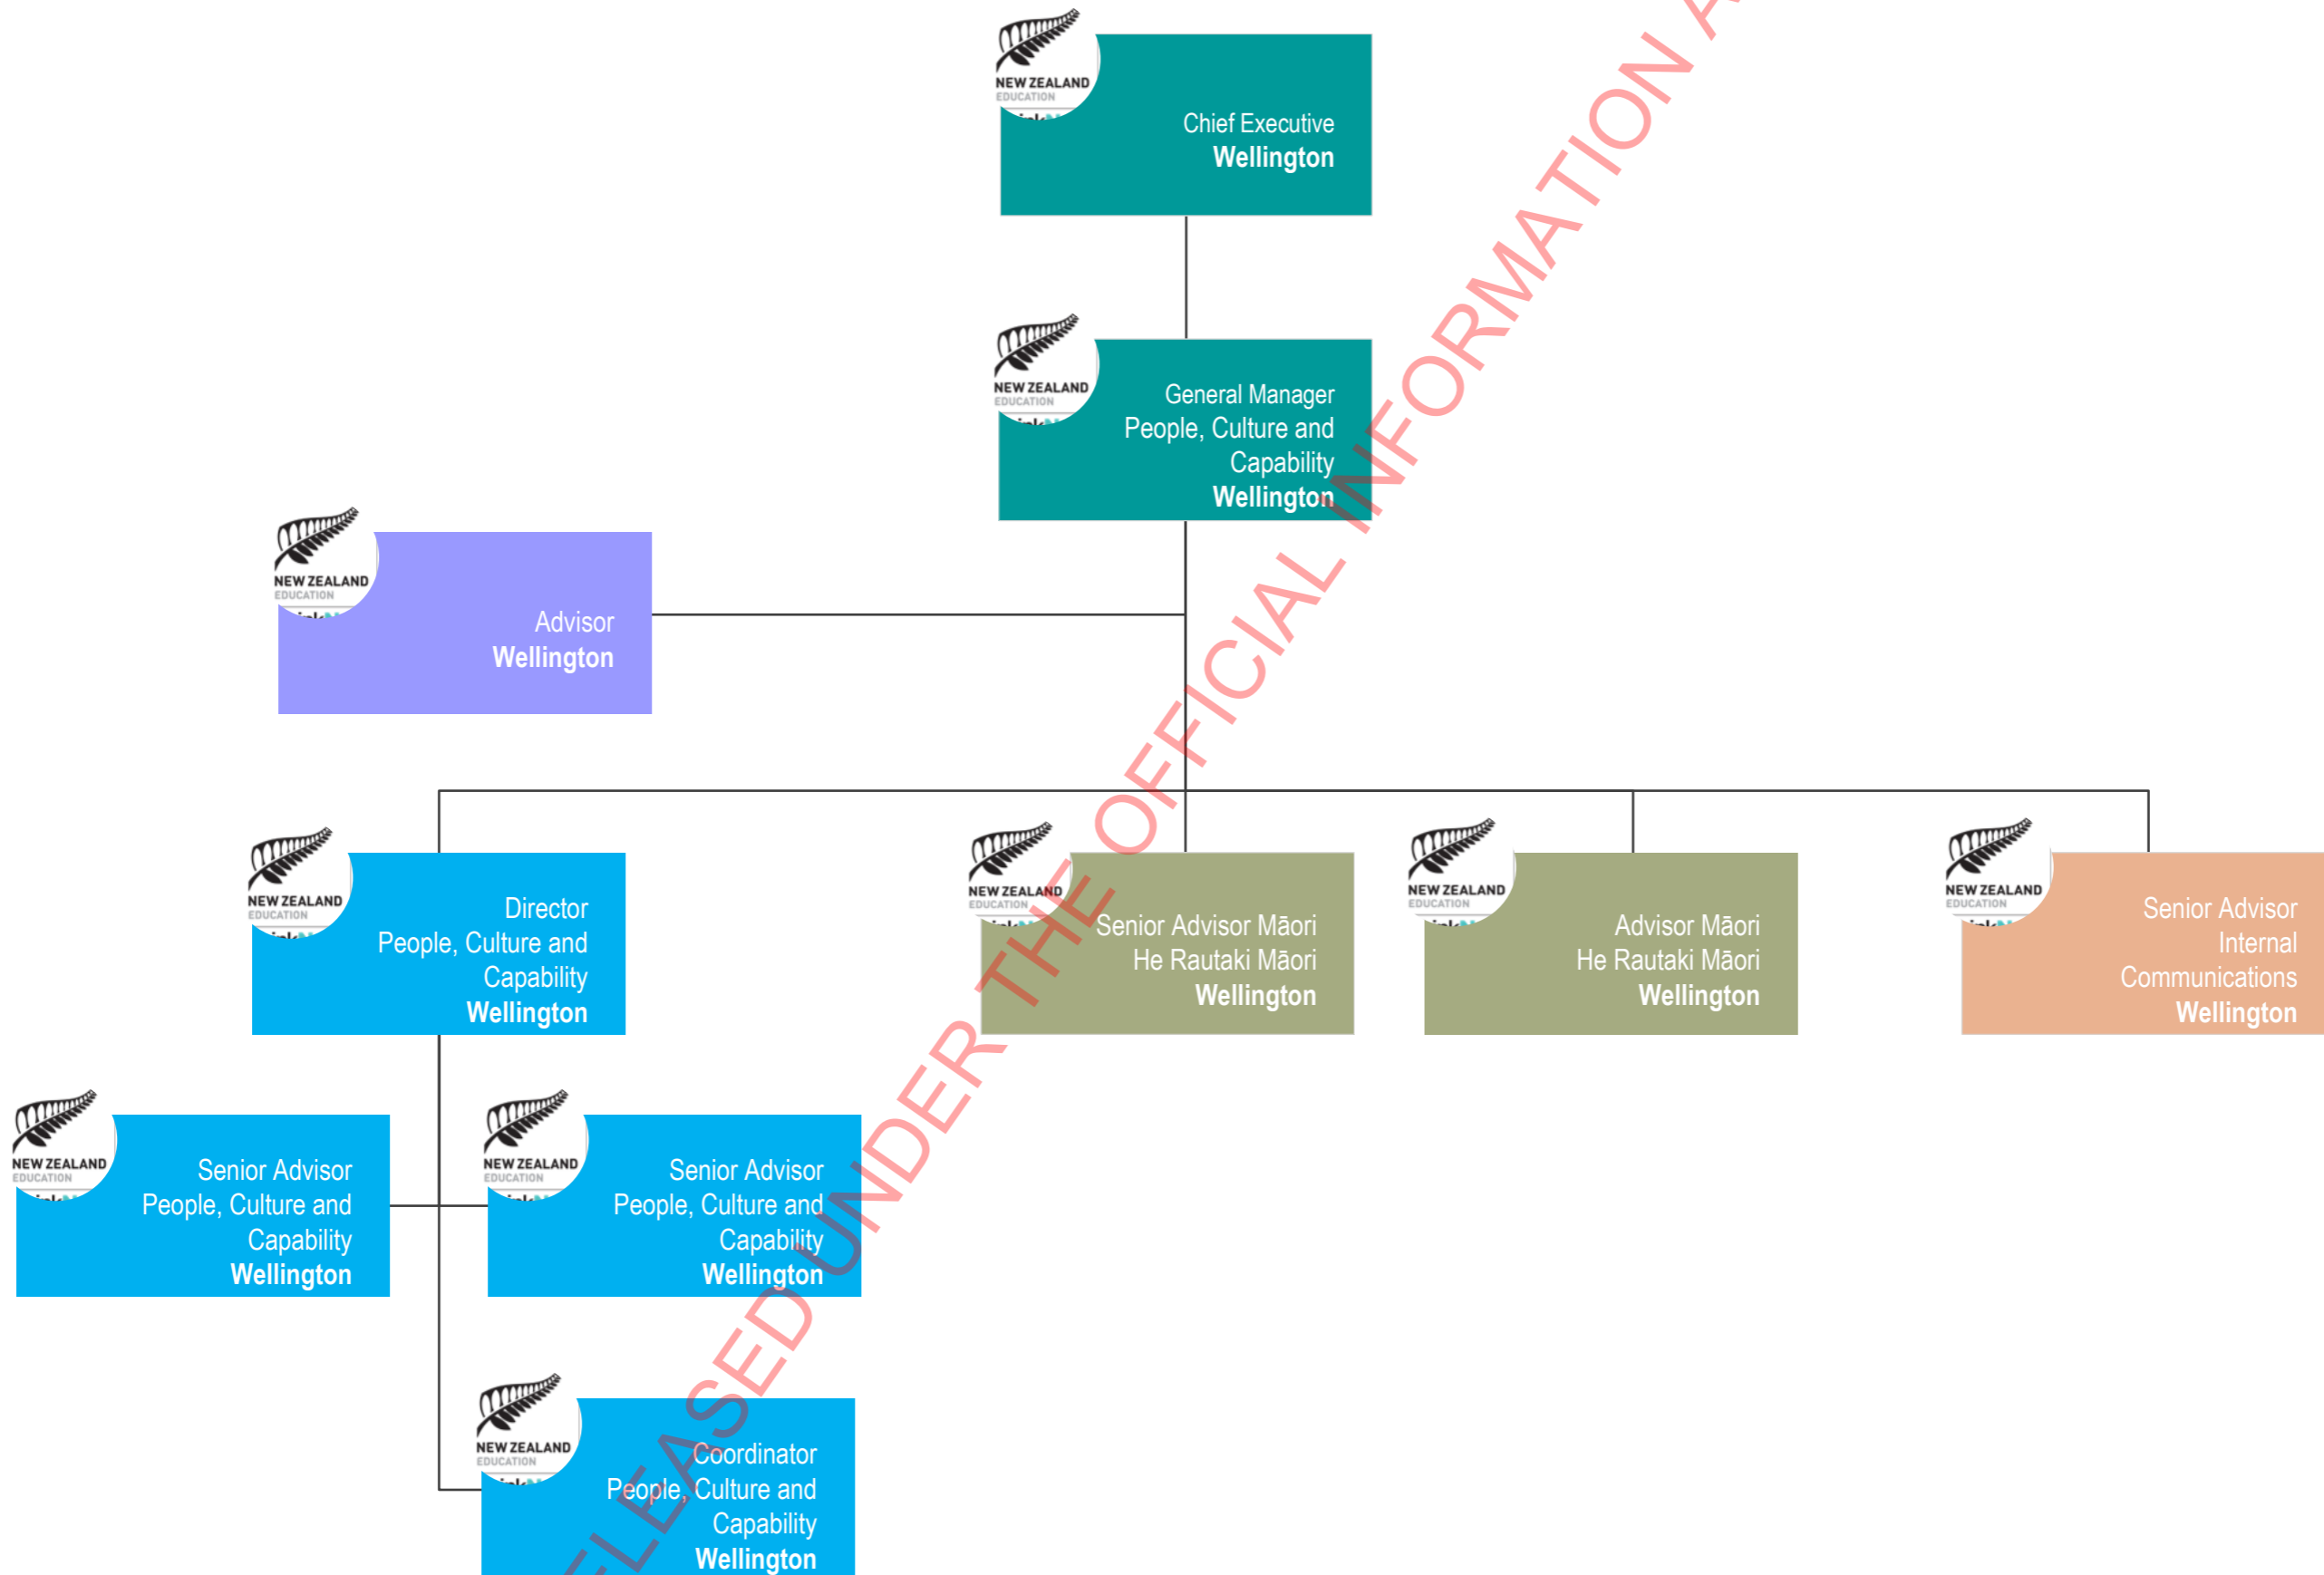 NEW ZEALAND
EDUCATION
Chief Executive
Wellington
NEW ZEALAND
EDUCATION
General Manager
People, Culture and
Capability
Wellington
NEW ZEALAND
EDUCATION
Advisor
Wellington
NEW ZEALAND
EDUCATION
Director
People, Culture and
Capability
Wellington
NEW ZEALAND
EDUCATION
Senior Advisor Māori
He Rautaki Māori
Wellington
NEW ZEALAND
EDUCATION
Advisor Māori
He Rautaki Māori
Wellington
NEW ZEALAND
EDUCATION
Senior Advisor
Internal
Communications
Wellington
NEW ZEALAND
EDUCATION
Senior Advisor
People, Culture and
Capability
Wellington
NEW ZEALAND
EDUCATION
Senior Advisor
People, Culture and
Capability
Wellington
NEW ZEALAND
EDUCATION
Coordinator
People, Culture and
Capability
Wellington
UNDER THE OFFICIAL INFORMATION